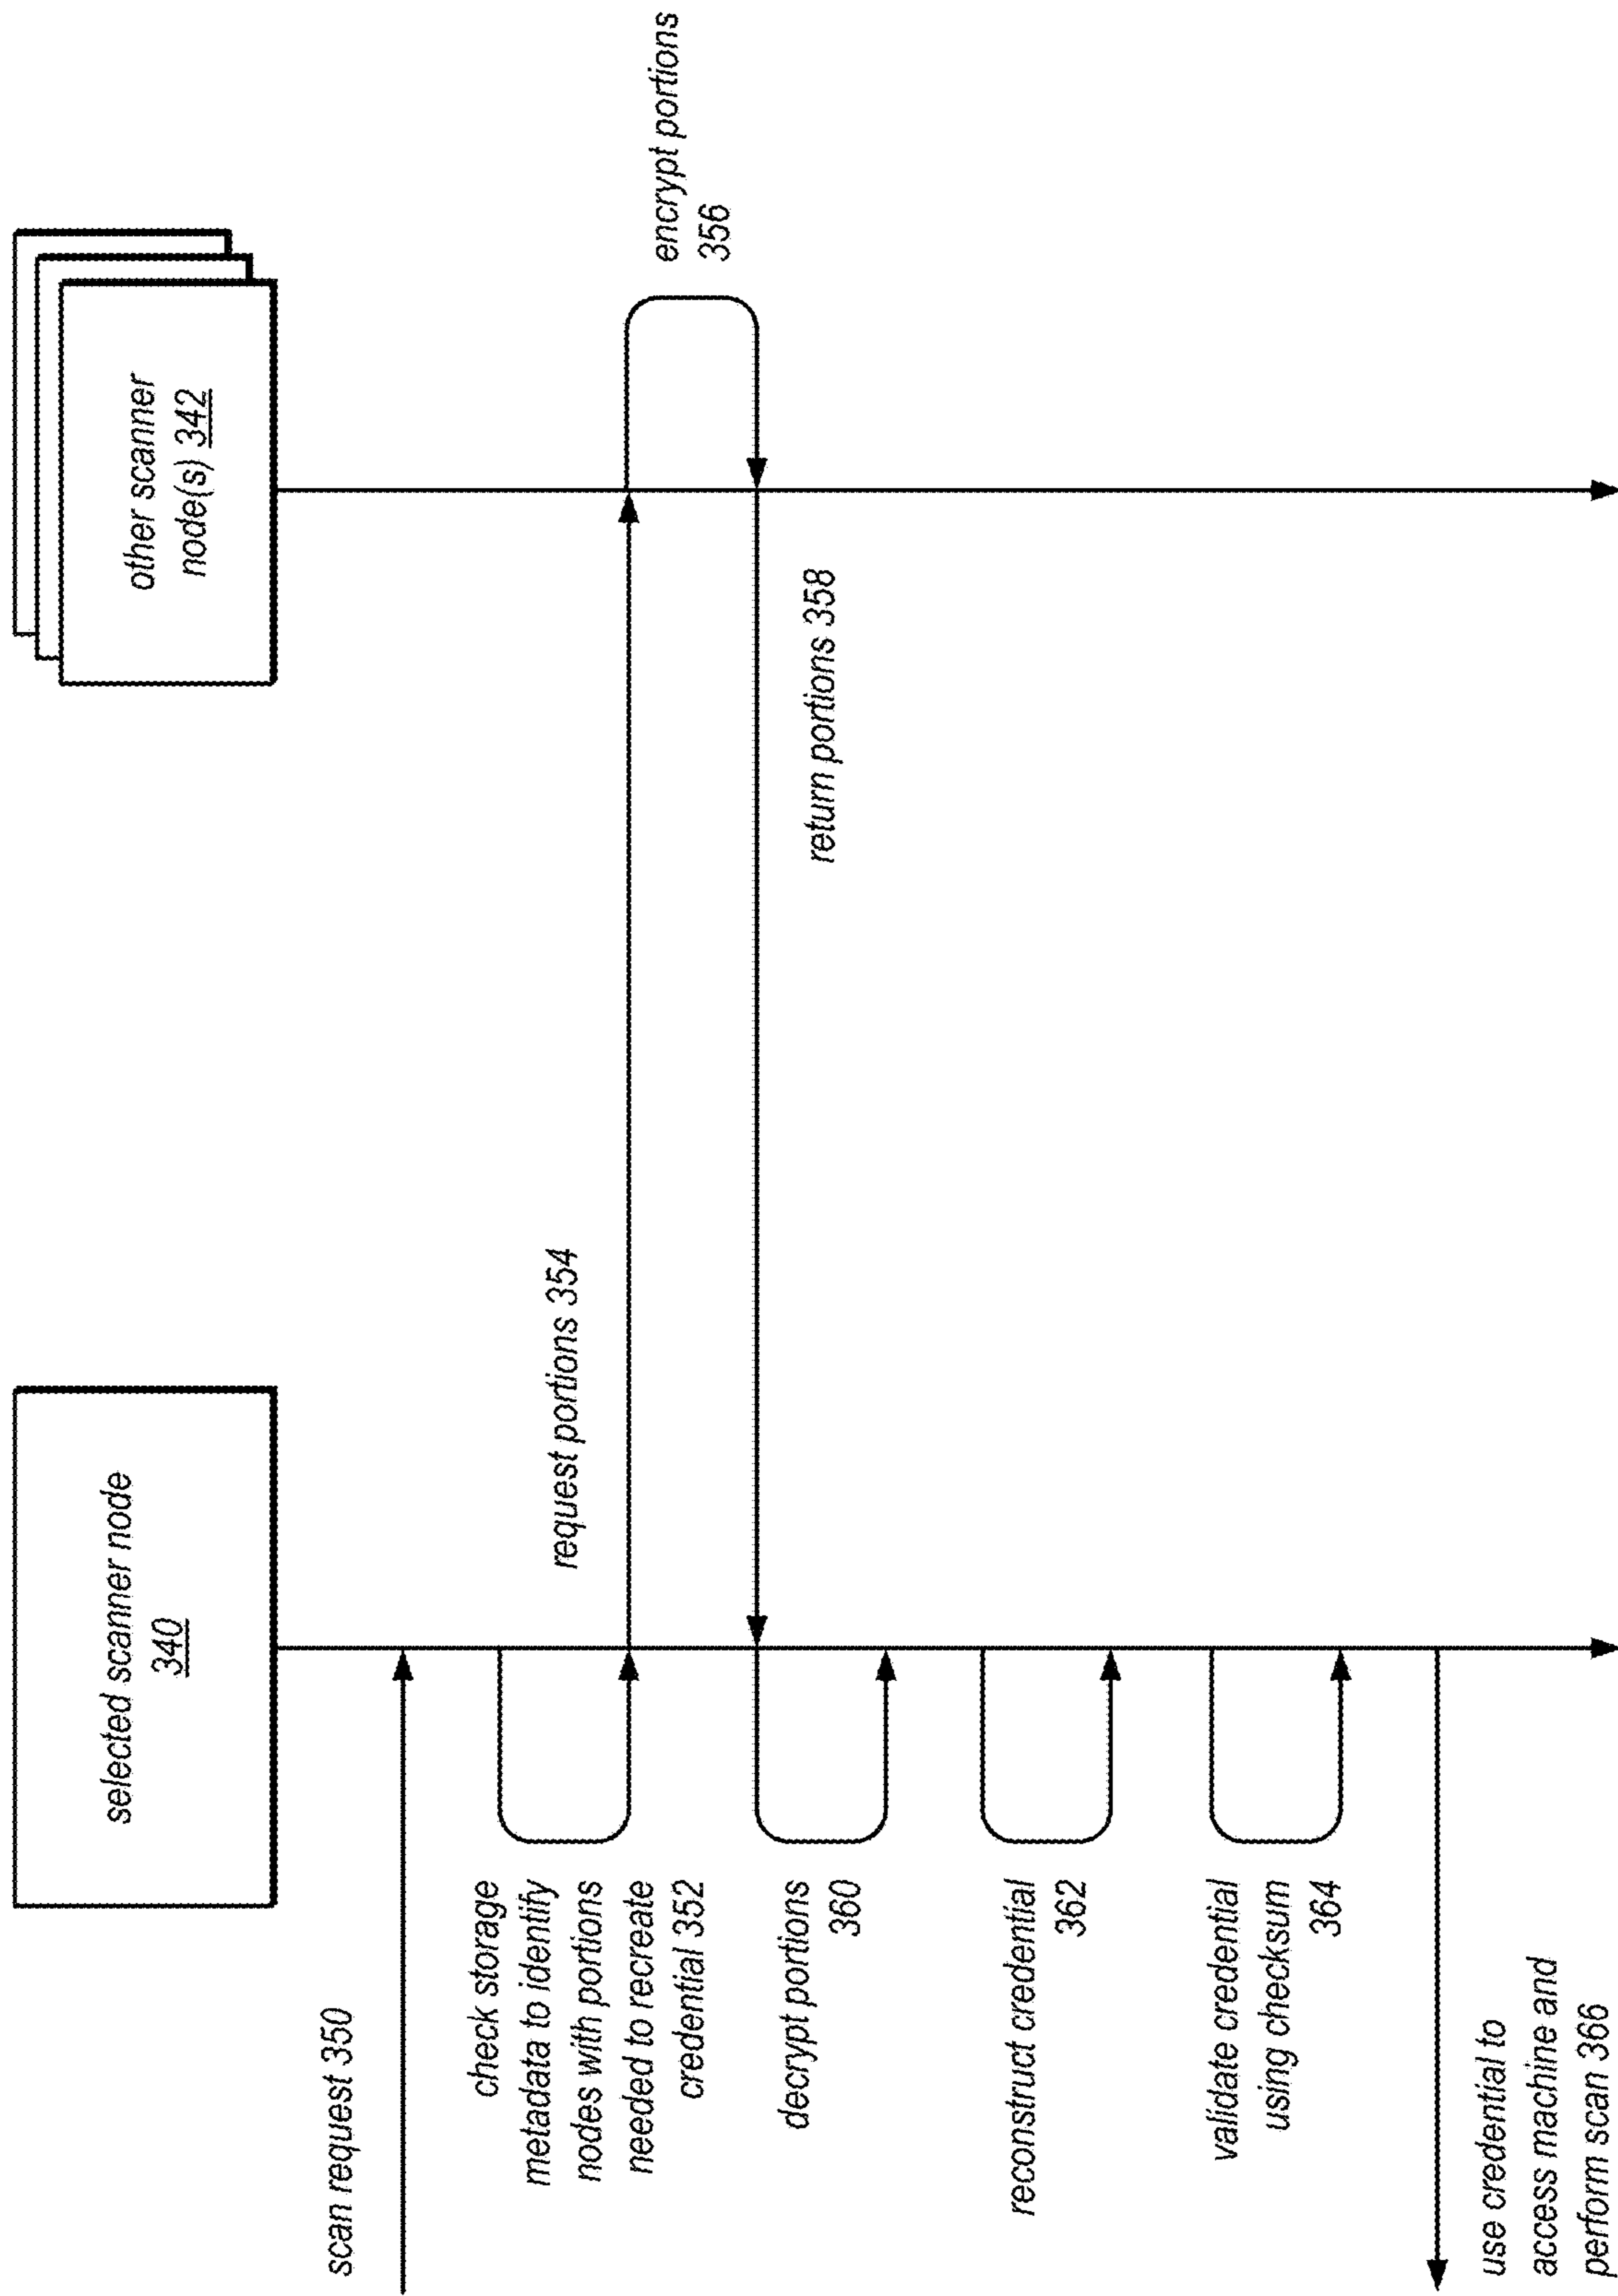 selected scanner node
340
other scanner
node(s) 342
scan request 350
check storage
metadata to identify
nodes with portions
needed to recreate
credential 352
request portions 354
encrypt portions
356
return portions 358
decrypt portions
360
reconstruct credential
362
validate credential
using checksum
364
use credential to
access machine and
perform scan 366